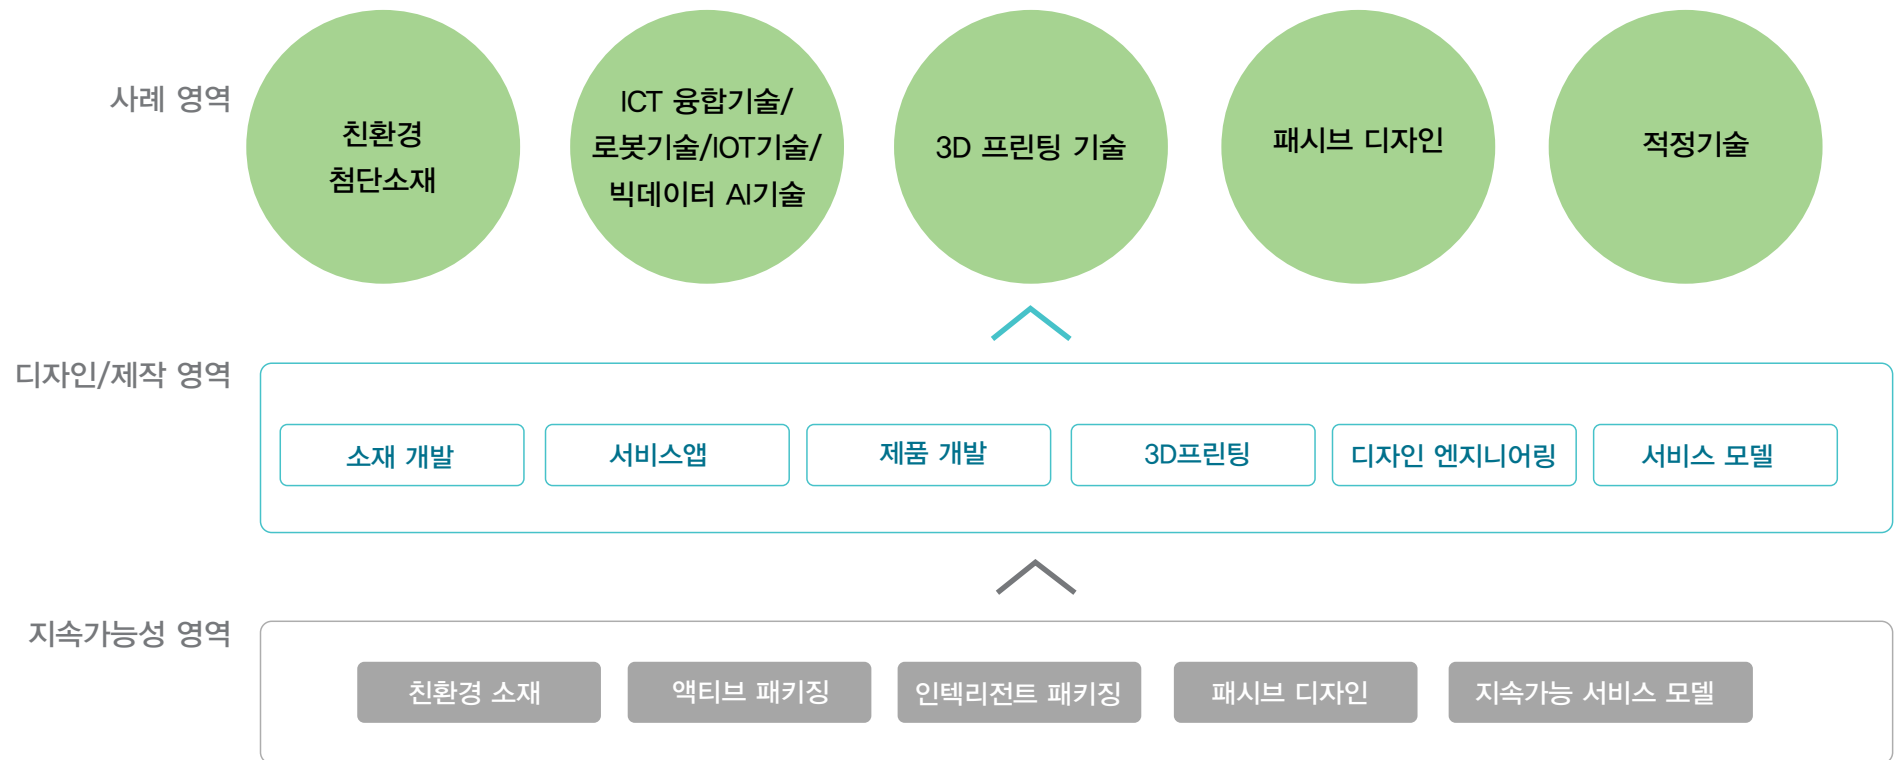 사례 영역
친환경
첨단소재
ICT 융합기술/
로봇기술/IOT기술/
빅데이터 AI기술
3D 프린팅 기술
패시브 디자인
적정기술
디자인/제작 영역
소재 개발
서비스앱
제품 개발
3D프린팅
디자인 엔지니어링
서비스 모델
지속가능성 영역
친환경 소재
액티브 패키징
인텍리전트 패키징
패시브 디자인
지속가능 서비스 모델